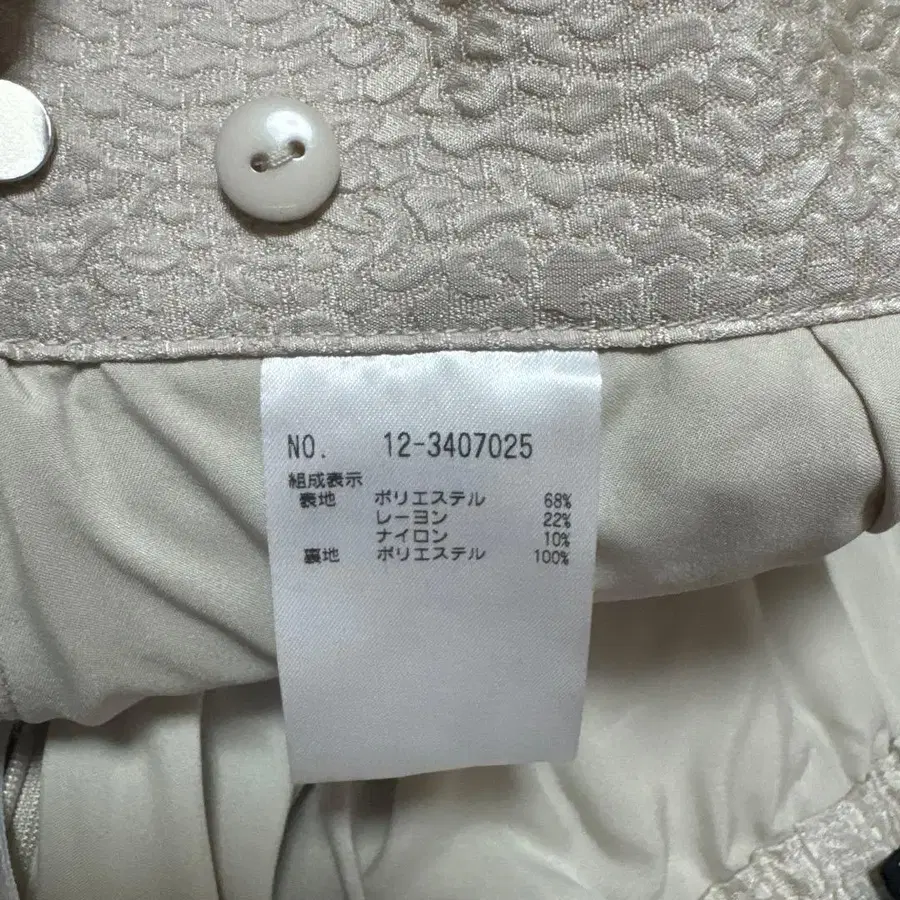 NO. 12-3407025
組成表示
表地 ポリエステル 68%
レーヨン 22%
ナイロン 10%
裏地 ポリエステル 100%